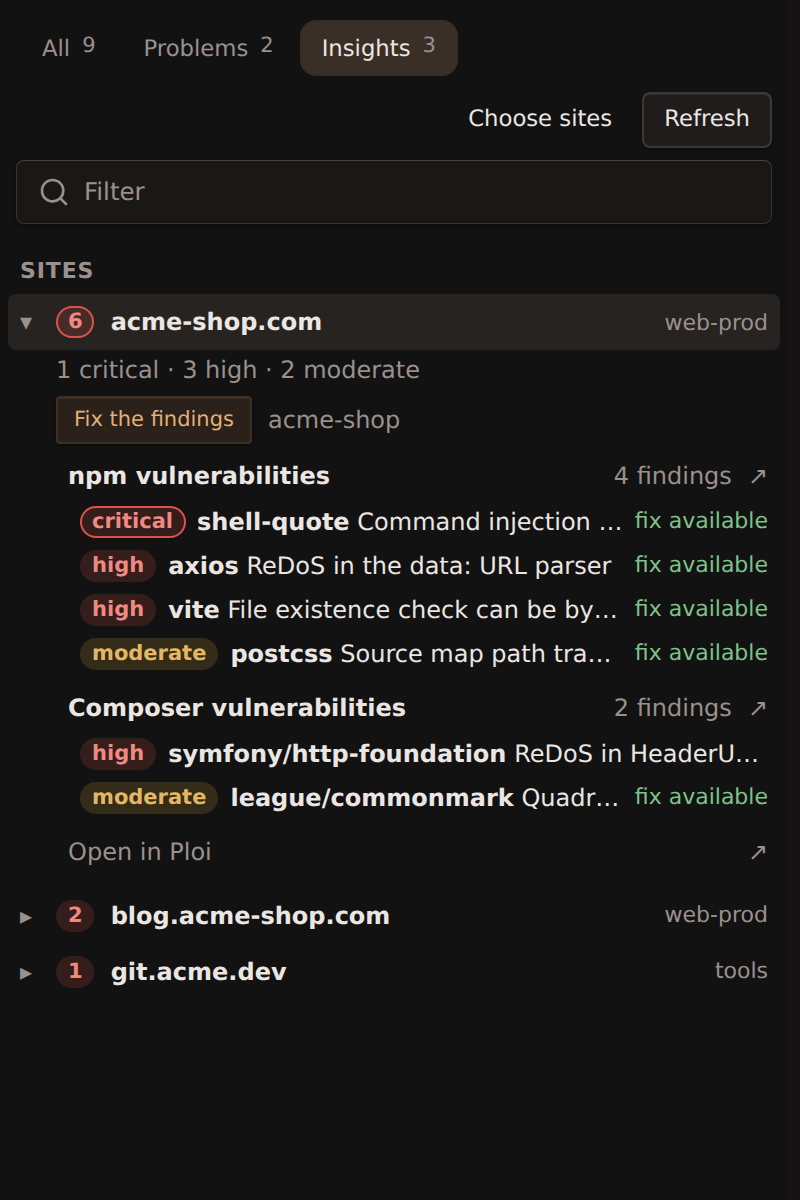 All 9 Problems 2 Insights 3
Choose sites Refresh
Filter
SITES
▼ 6 acme-shop.com web-prod
1 critical · 3 high · 2 moderate
Fix the findings acme-shop
npm vulnerabilities 4 findings ↗
critical shell-quote Command injection … fix available
high axios ReDoS in the data: URL parser fix available
high vite File existence check can be by… fix available
moderate postcss Source map path tra… fix available
Composer vulnerabilities 2 findings ↗
high symfony/http-foundation ReDoS in HeaderU…
moderate league/commonmark Quadr… fix available
Open in Ploi ↗
▶ 2 blog.acme-shop.com web-prod
▶ 1 git.acme.dev tools